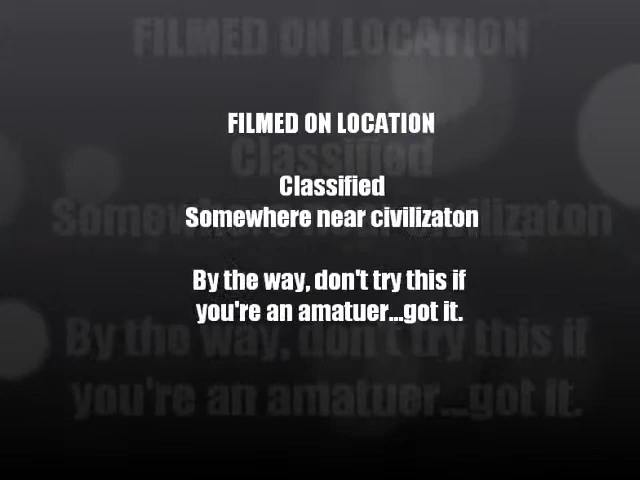 FILMED ON LOCATION
Classified
Somewhere near civilizaton
By the way, don't try this if
you're an amatuer...got it.